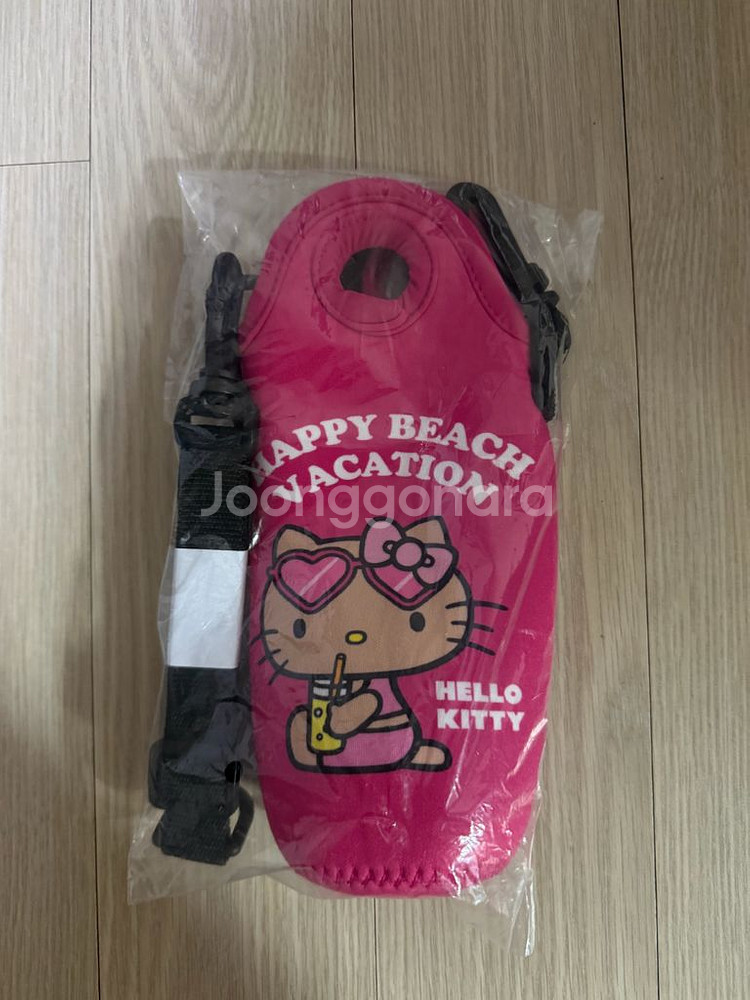 HAPPY BEACH
VACATION
Joonggonara
HELLO
KITTY